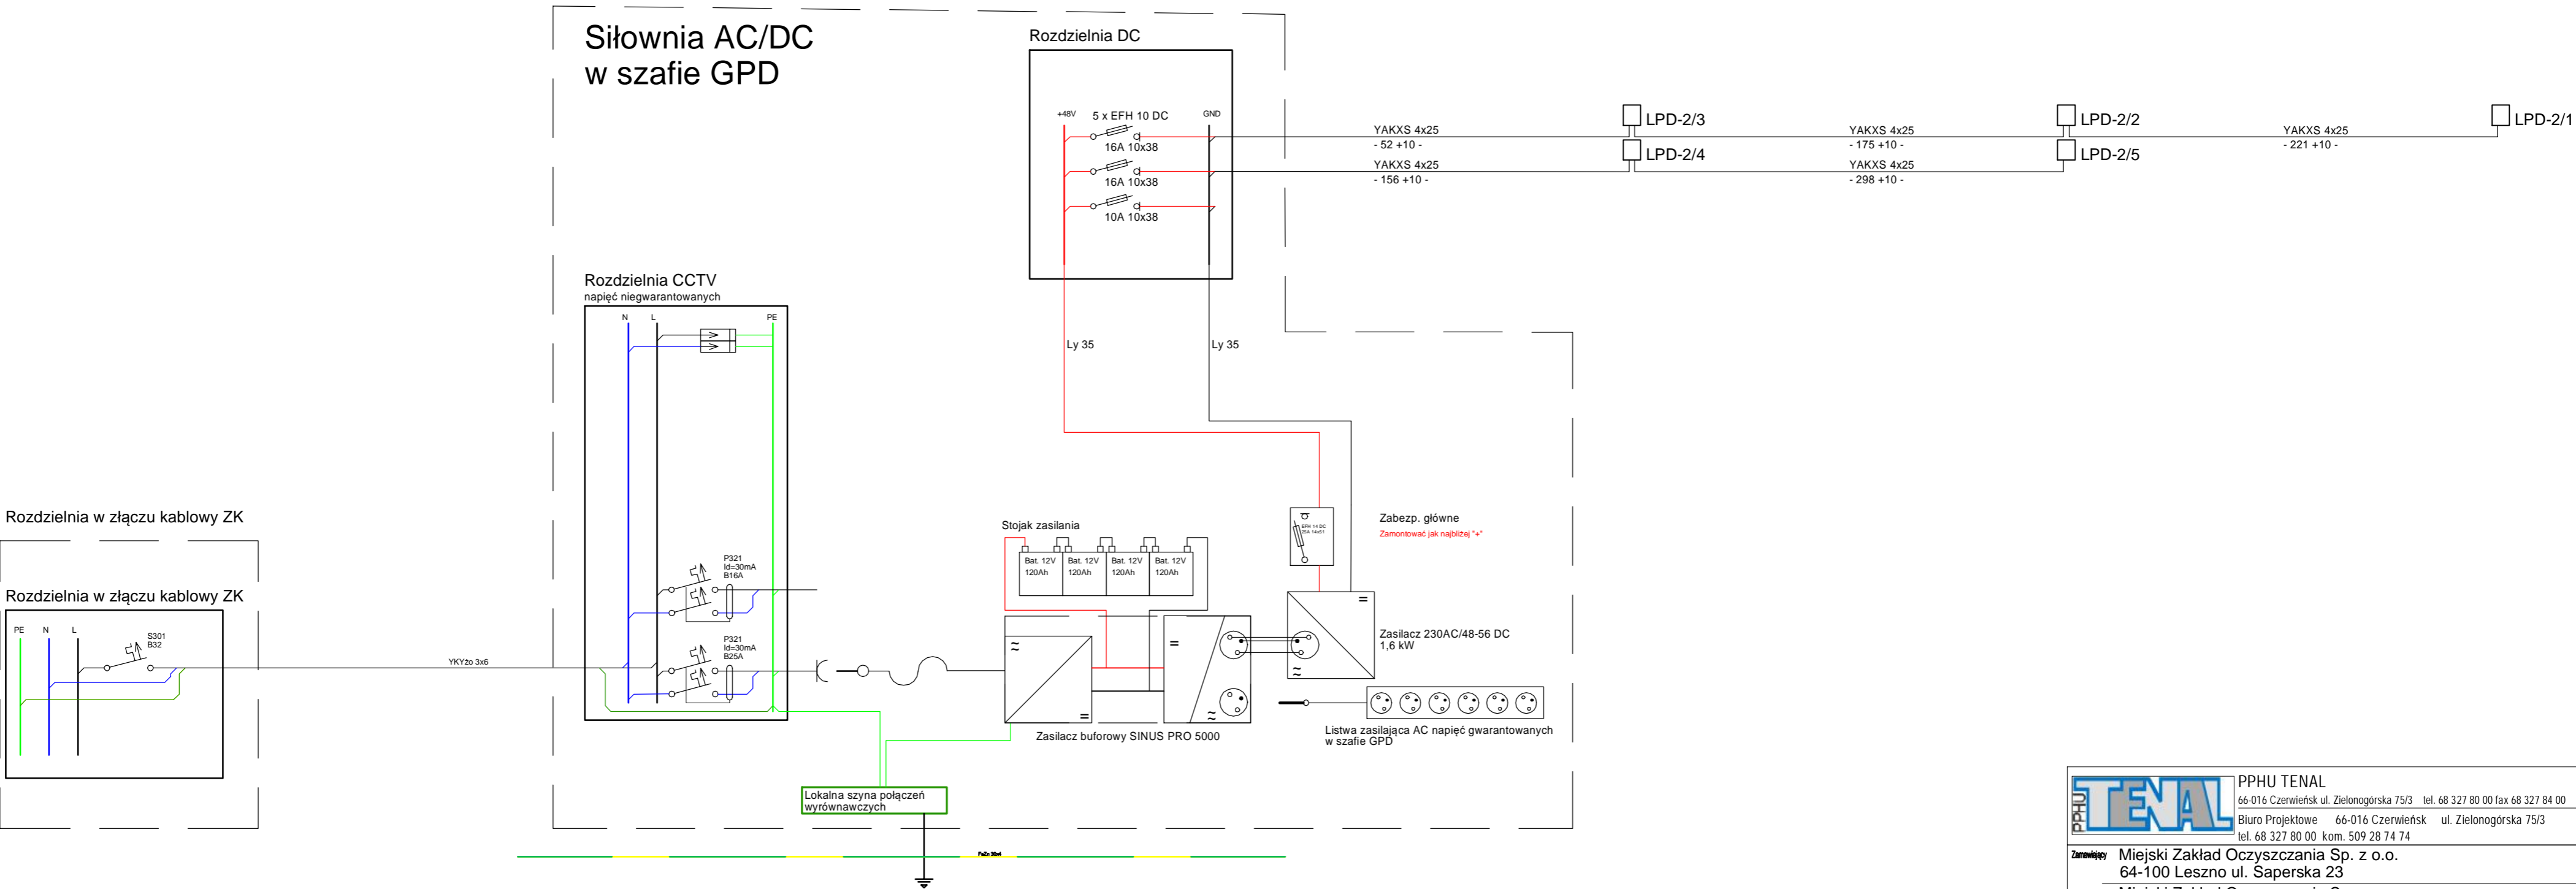 Siłownia AC/DC
w szafie GPD
Rozdzielnia DC
+48V
5 x EFH 10 DC
GND
16A 10x38
16A 10x38
10A 10x38
YAKXS 4x25
- 52 +10 -
YAKXS 4x25
- 156 +10 -
LPD-2/3
LPD-2/4
YAKXS 4x25
- 175 +10 -
YAKXS 4x25
- 298 +10 -
LPD-2/2
LPD-2/5
YAKXS 4x25
- 221 +10 -
LPD-2/1
Rozdzielnia CCTV
napięć niegwarantowanych
N
L
PE
Ly 35
Ly 35
P321
Id=30mA
B16A
P321
Id=30mA
B25A
Rozdzielnia w złączu kablowy ZK
Rozdzielnia w złączu kablowy ZK
PE
N
L
S301
B32
YKYżo 3x6
Stojak zasilania
Bat. 12V
120Ah
Bat. 12V
120Ah
Bat. 12V
120Ah
Bat. 12V
120Ah
EFH 14 DC
25A 14x51
Zabezp. główne
Zamontować jak najbliżej "+"
Zasilacz 230AC/48-56 DC
1,6 kW
Zasilacz buforowy SINUS PRO 5000
Listwa zasilająca AC napięć gwarantowanych
w szafie GPD
Lokalna szyna połączeń
wyrównawczych
FeZn 30x4
PPHU
TENAL
PPHU TENAL
66-016 Czerwieńsk ul. Zielonogórska 75/3 tel. 68 327 80 00 fax 68 327 84 00
Biuro Projektowe 66-016 Czerwieńsk ul. Zielonogórska 75/3
tel. 68 327 80 00 kom. 509 28 74 74
Zamawiający
Miejski Zakład Oczyszczania Sp. z o.o.
64-100 Leszno ul. Saperska 23